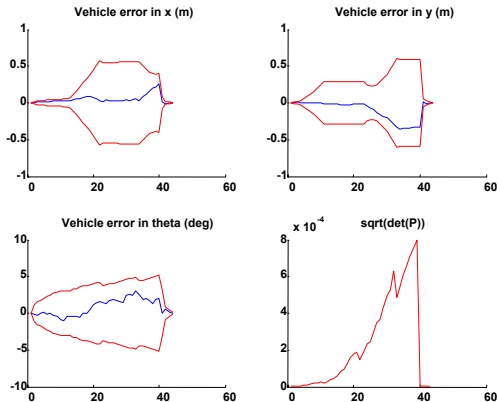 Vehicle error in x (m)
Vehicle error in y (m)
1
0.5
0
-0.5
-1
0 20 40 60
1
0.5
0
-0.5
-1
0 20 40 60
Vehicle error in theta (deg)
sqrt(det(P))
10
5
0
-5
-10
0 20 40 60
x 10⁻⁴
8
6
4
2
0
0 20 40 60